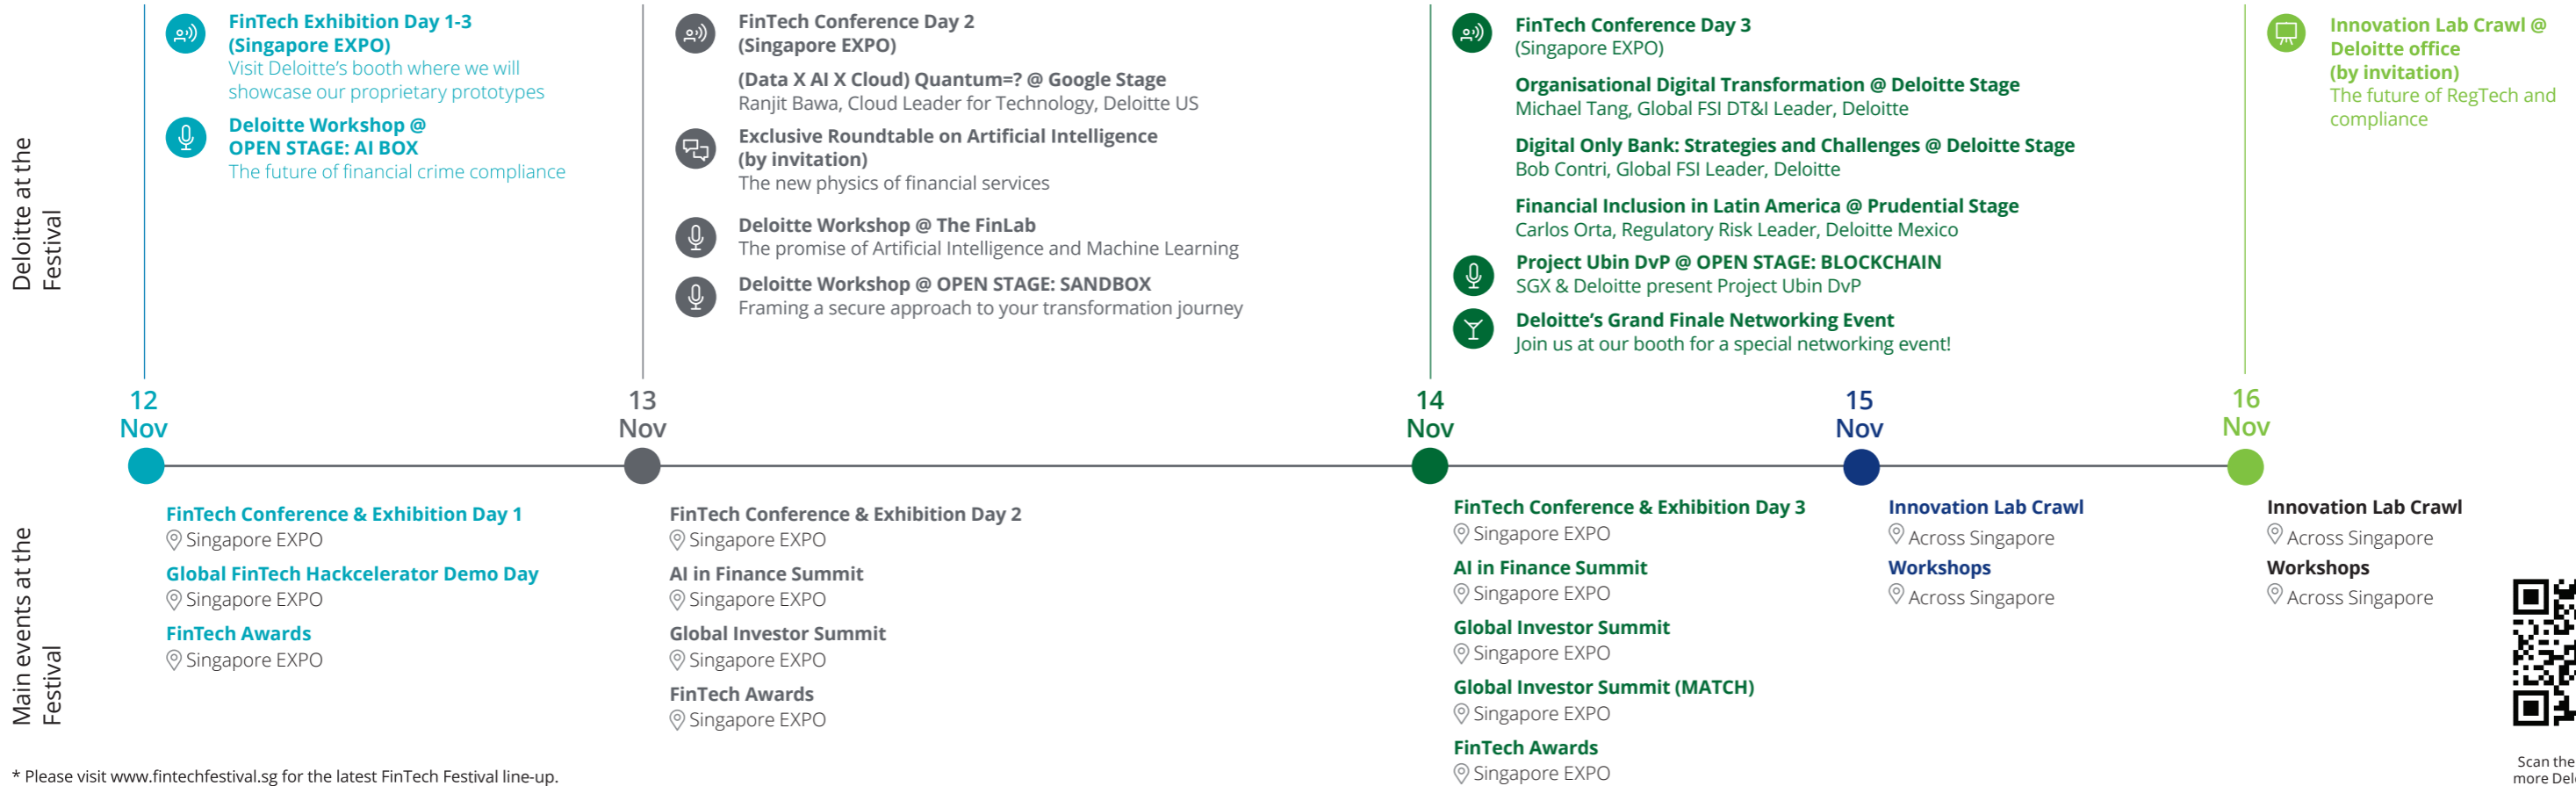 Deloitte at the
Festival
FinTech Exhibition Day 1-3
(Singapore EXPO)
Visit Deloitte's booth where we will
showcase our proprietary prototypes
Deloitte Workshop @
OPEN STAGE: AI BOX
The future of financial crime compliance
FinTech Conference Day 2
(Singapore EXPO)
(Data X AI X Cloud) Quantum=? @ Google Stage
Ranjit Bawa, Cloud Leader for Technology, Deloitte US
Exclusive Roundtable on Artificial Intelligence
(by invitation)
The new physics of financial services
Deloitte Workshop @ The FinLab
The promise of Artificial Intelligence and Machine Learning
Deloitte Workshop @ OPEN STAGE: SANDBOX
Framing a secure approach to your transformation journey
FinTech Conference Day 3
(Singapore EXPO)
Organisational Digital Transformation @ Deloitte Stage
Michael Tang, Global FSI DT&I Leader, Deloitte
Digital Only Bank: Strategies and Challenges @ Deloitte Stage
Bob Contri, Global FSI Leader, Deloitte
Financial Inclusion in Latin America @ Prudential Stage
Carlos Orta, Regulatory Risk Leader, Deloitte Mexico
Project Ubin DvP @ OPEN STAGE: BLOCKCHAIN
SGX & Deloitte present Project Ubin DvP
Deloitte's Grand Finale Networking Event
Join us at our booth for a special networking event!
Innovation Lab Crawl @
Deloitte office
(by invitation)
The future of RegTech and
compliance
12
Nov
13
Nov
14
Nov
15
Nov
16
Nov
Main events at the
Festival
FinTech Conference & Exhibition Day 1
Singapore EXPO
Global FinTech Hackcelerator Demo Day
Singapore EXPO
FinTech Awards
Singapore EXPO
FinTech Conference & Exhibition Day 2
Singapore EXPO
AI in Finance Summit
Singapore EXPO
Global Investor Summit
Singapore EXPO
FinTech Awards
Singapore EXPO
FinTech Conference & Exhibition Day 3
Singapore EXPO
AI in Finance Summit
Singapore EXPO
Global Investor Summit
Singapore EXPO
Global Investor Summit (MATCH)
Singapore EXPO
FinTech Awards
Singapore EXPO
Innovation Lab Crawl
Across Singapore
Workshops
Across Singapore
Innovation Lab Crawl
Across Singapore
Workshops
Across Singapore
* Please visit www.fintechfestival.sg for the latest FinTech Festival line-up.
Scan the
more